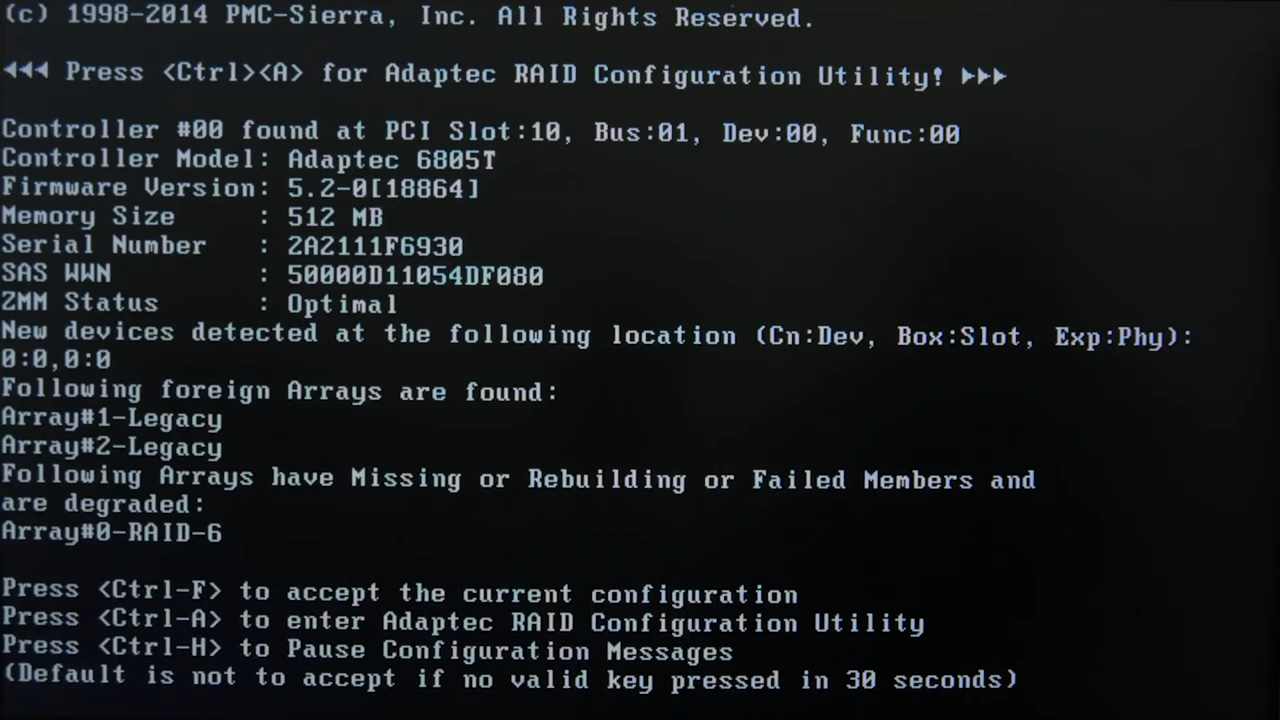 (c) 1998-2014 PMC-Sierra, Inc. All Rights Reserved.
◄◄◄ Press <Ctrl><A> for Adaptec RAID Configuration Utility! ►►►
Controller #00 found at PCI Slot:10, Bus:01, Dev:00, Func:00
Controller Model: Adaptec 6805T
Firmware Version: 5.2-0[18864]
Memory Size : 512 MB
Serial Number : 2A2111F6930
SAS WWN : 50000D11054DF080
ZMM Status : Optimal
New devices detected at the following location (Cn:Dev, Box:Slot, Exp:Phy):
0:0,0:0
Following foreign Arrays are found:
Array#1-Legacy
Array#2-Legacy
Following Arrays have Missing or Rebuilding or Failed Members and
are degraded:
Array#0-RAID-6
Press <Ctrl-F> to accept the current configuration
Press <Ctrl-A> to enter Adaptec RAID Configuration Utility
Press <Ctrl-H> to Pause Configuration Messages
(Default is not to accept if no valid key pressed in 30 seconds)